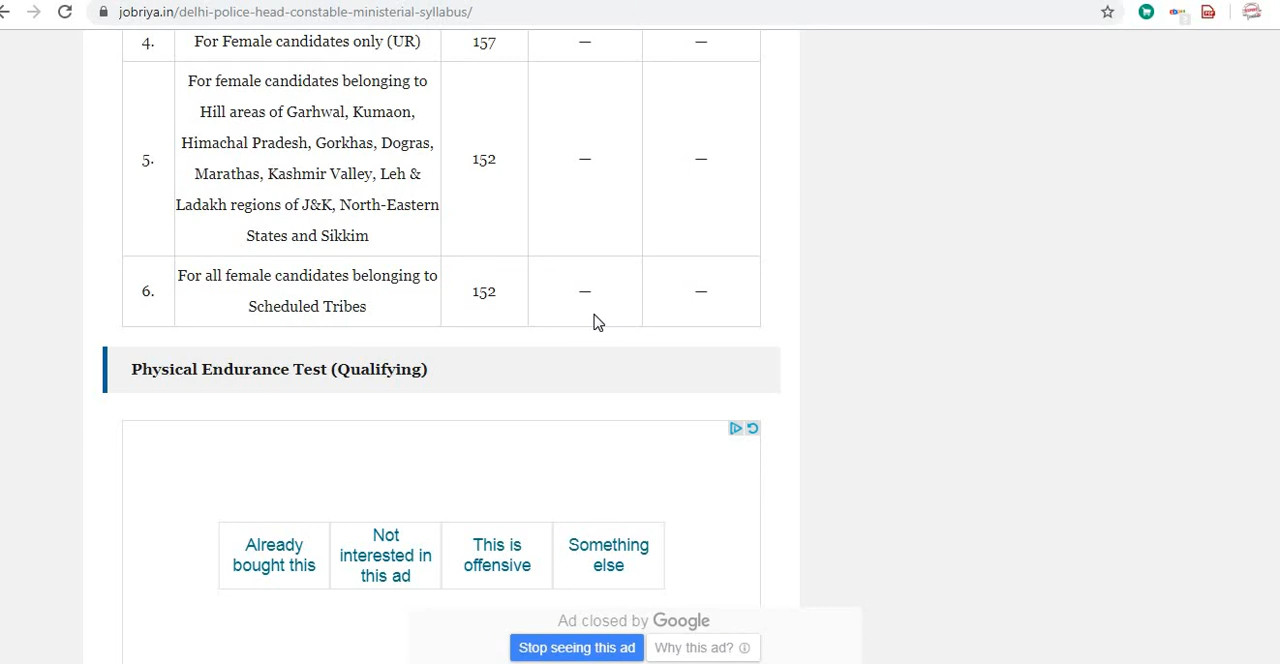 jobriya.in/delhi-police-head-constable-ministerial-syllabus/
4. For Female candidates only (UR) 157 — —
For female candidates belonging to
Hill areas of Garhwal, Kumaon,
Himachal Pradesh, Gorkhas, Dogras,
5. 152 — —
Marathas, Kashmir Valley, Leh &
Ladakh regions of J&K, North-Eastern
States and Sikkim
For all female candidates belonging to
6. 152 — —
Scheduled Tribes
Physical Endurance Test (Qualifying)
Already
bought this
Not
interested in
this ad
This is
offensive
Something
else
Ad closed by Google
Stop seeing this ad Why this ad?